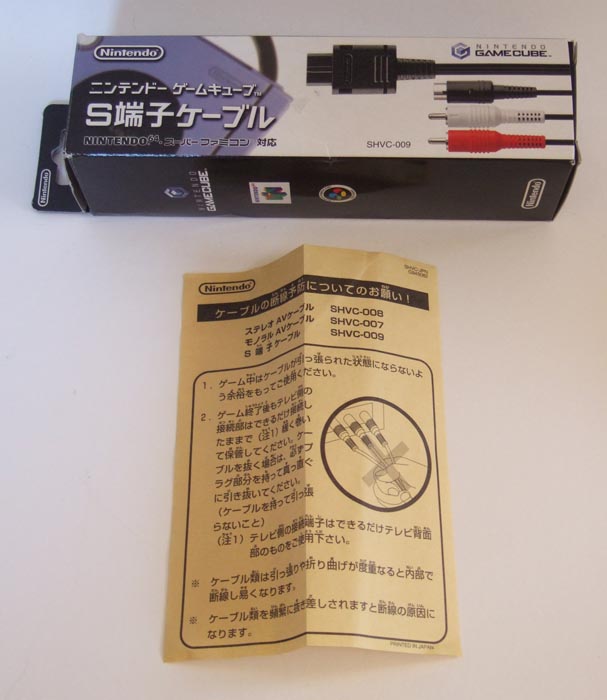 Nintendo
NINTENDO
GAMECUBE™
ニンテンドー ゲームキューブ™
S端子ケーブル
NINTENDO64、スーパーファミコン 対応
SHVC-009
Nintendo
NINTENDO
GAMECUBE
NINTENDO 64
Nintendo
Nintendo
ケーブルの断線予防についてのお願い!
ステレオAVケーブル SHVC-008
モノラルAVケーブル SHVC-007
S 端子ケーブル SHVC-009
1. ゲーム中はケーブルが引っ張られた状態にならないよ
う余裕をもってご使用ください。
2. ゲーム終了後もテレビ側の
接続部はできるだけ接続し
たままで(注1)緩く巻い
て保管してください。ケー
ブルを抜く場合は、必ずプ
ラグ部分を持って真っ直ぐ
に引き抜いてください。
(ケーブルを持って引っ張
らないこと)
(注1)テレビ側の接続端子はできるだけテレビ背面
部のものをご使用下さい。
※ ケーブル類は引っ張りや折り曲げが度重なると内部で
断線し易くなります。
※ ケーブル類を頻繁に抜き差しされますと断線の原因に
なります。
PRINTED IN JAPAN